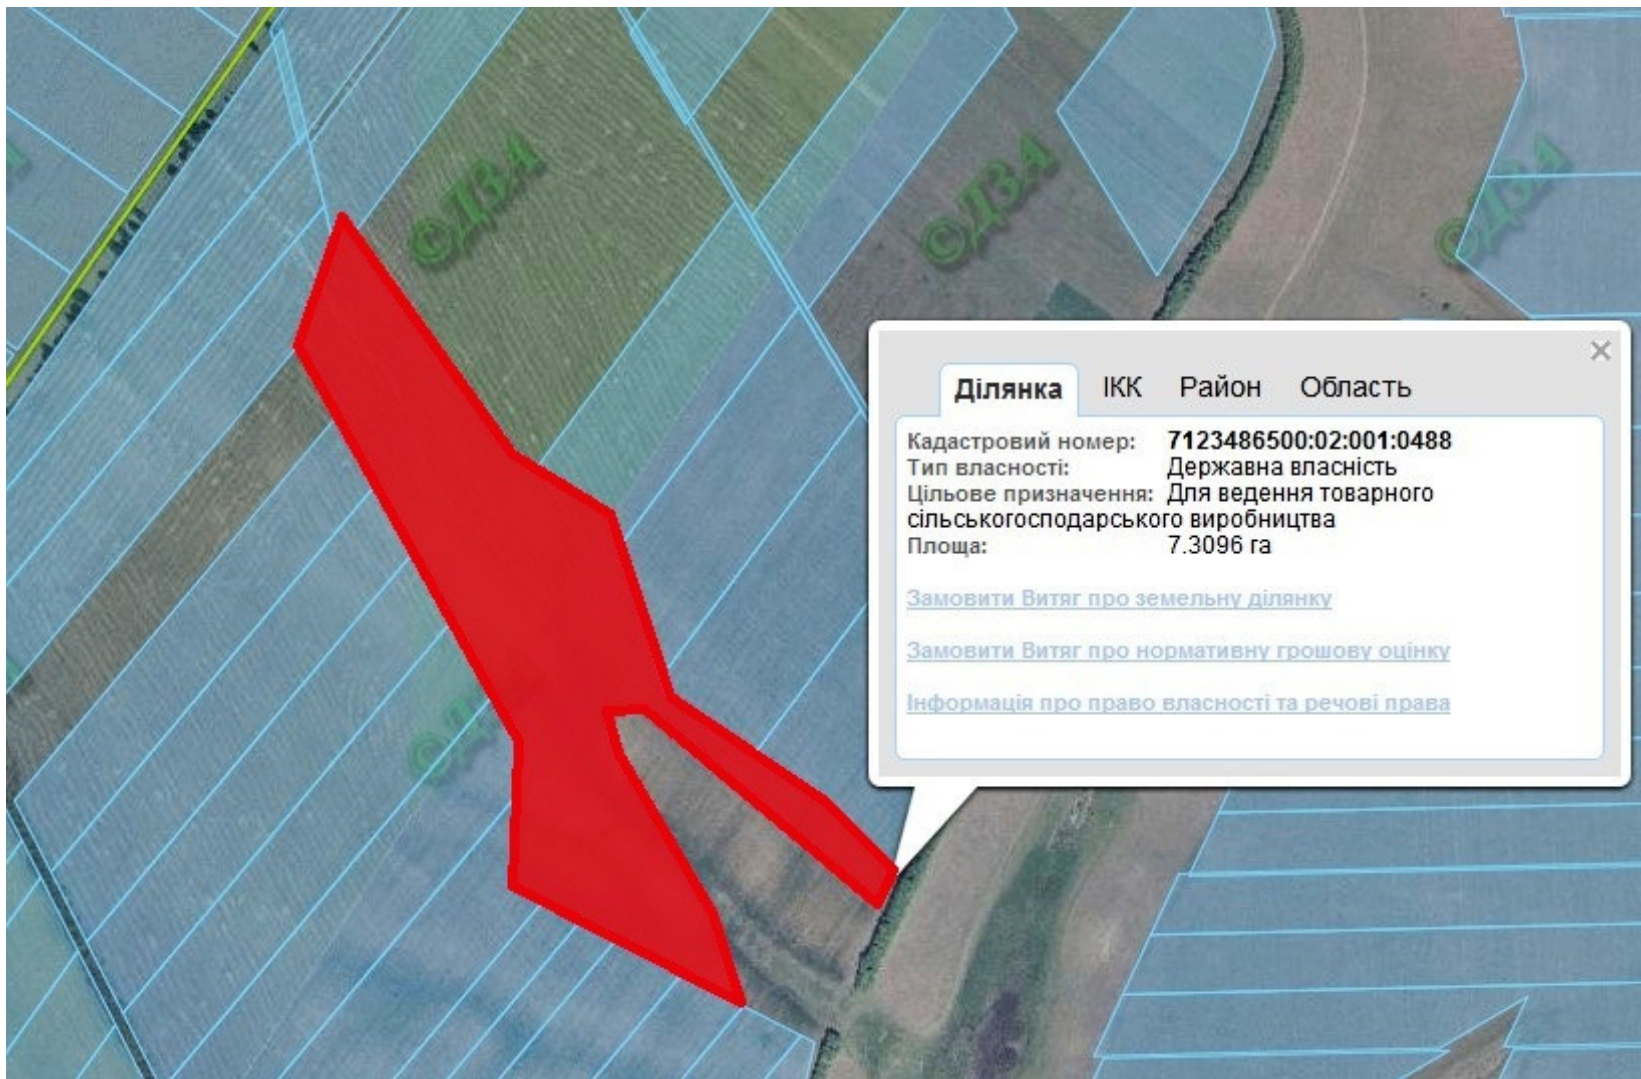 ©ДЗА
©ДЗА
©ДЗА
Ділянка ІКК Район Область
Кадастровий номер: 7123486500:02:001:0488
Тип власності: Державна власність
Цільове призначення: Для ведення товарного
сільськогосподарського виробництва
Площа: 7.3096 га
Замовити Витяг про земельну ділянку
Замовити Витяг про нормативну грошову оцінку
Інформація про право власності та речові права